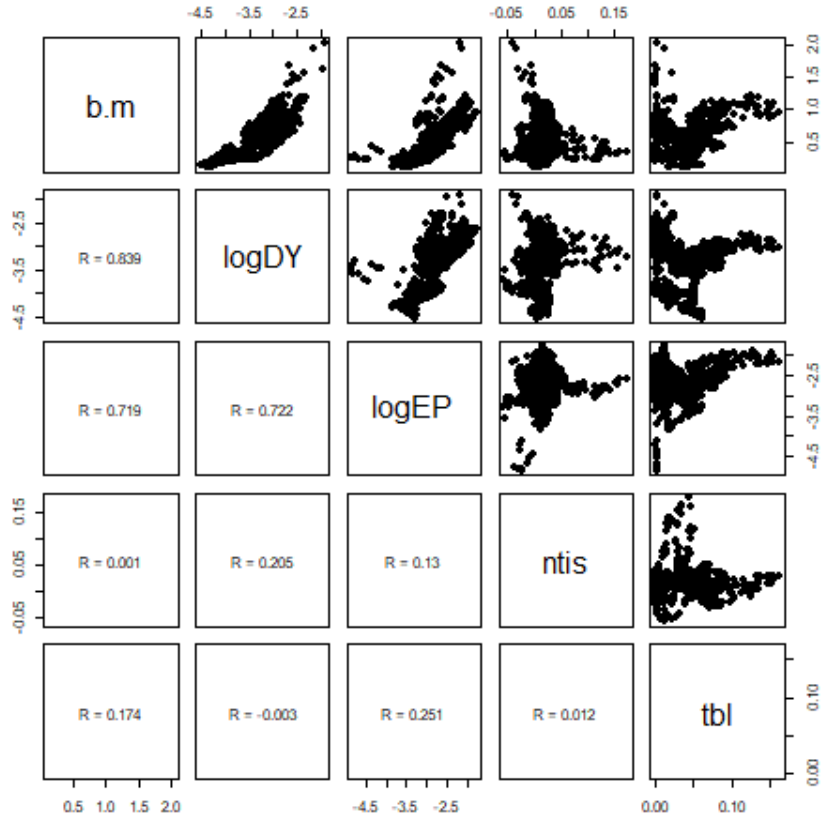 -4.5 -3.5 -2.5
-0.05 0.05 0.15
b.m
0.5 1.0 1.5 2.0
-4.5 -3.5 -2.5
R = 0.839
logDY
R = 0.719
R = 0.722
logEP
-4.5 -3.5 -2.5
-0.05 0.05 0.15
R = 0.001
R = 0.205
R = 0.13
ntis
R = 0.174
R = -0.003
R = 0.251
R = 0.012
tbl
0.00 0.10
0.5 1.0 1.5 2.0
-4.5 -3.5 -2.5
0.00 0.10